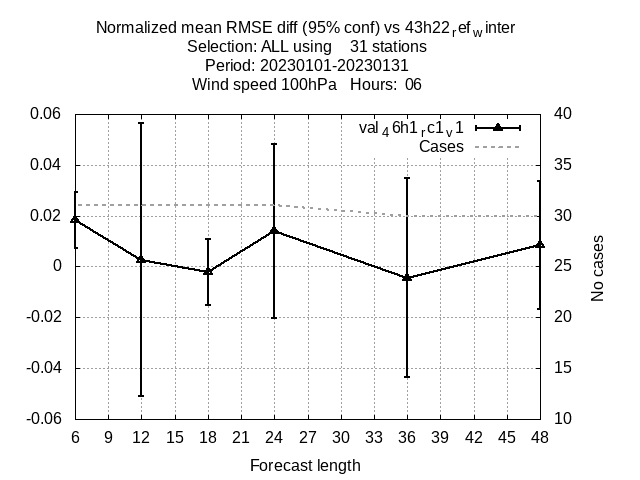 Normalized mean RMSE diff (95% conf) vs 43h22refwinter
Selection: ALL using 31 stations
Period: 20230101-20230131
Wind speed 100hPa Hours: 06
val46h1rc1v1
Cases
0.06
0.04
0.02
0
-0.02
-0.04
-0.06
40
35
30
25
20
15
10
No cases
6 9 12 15 18 21 24 27 30 33 36 39 42 45 48
Forecast length